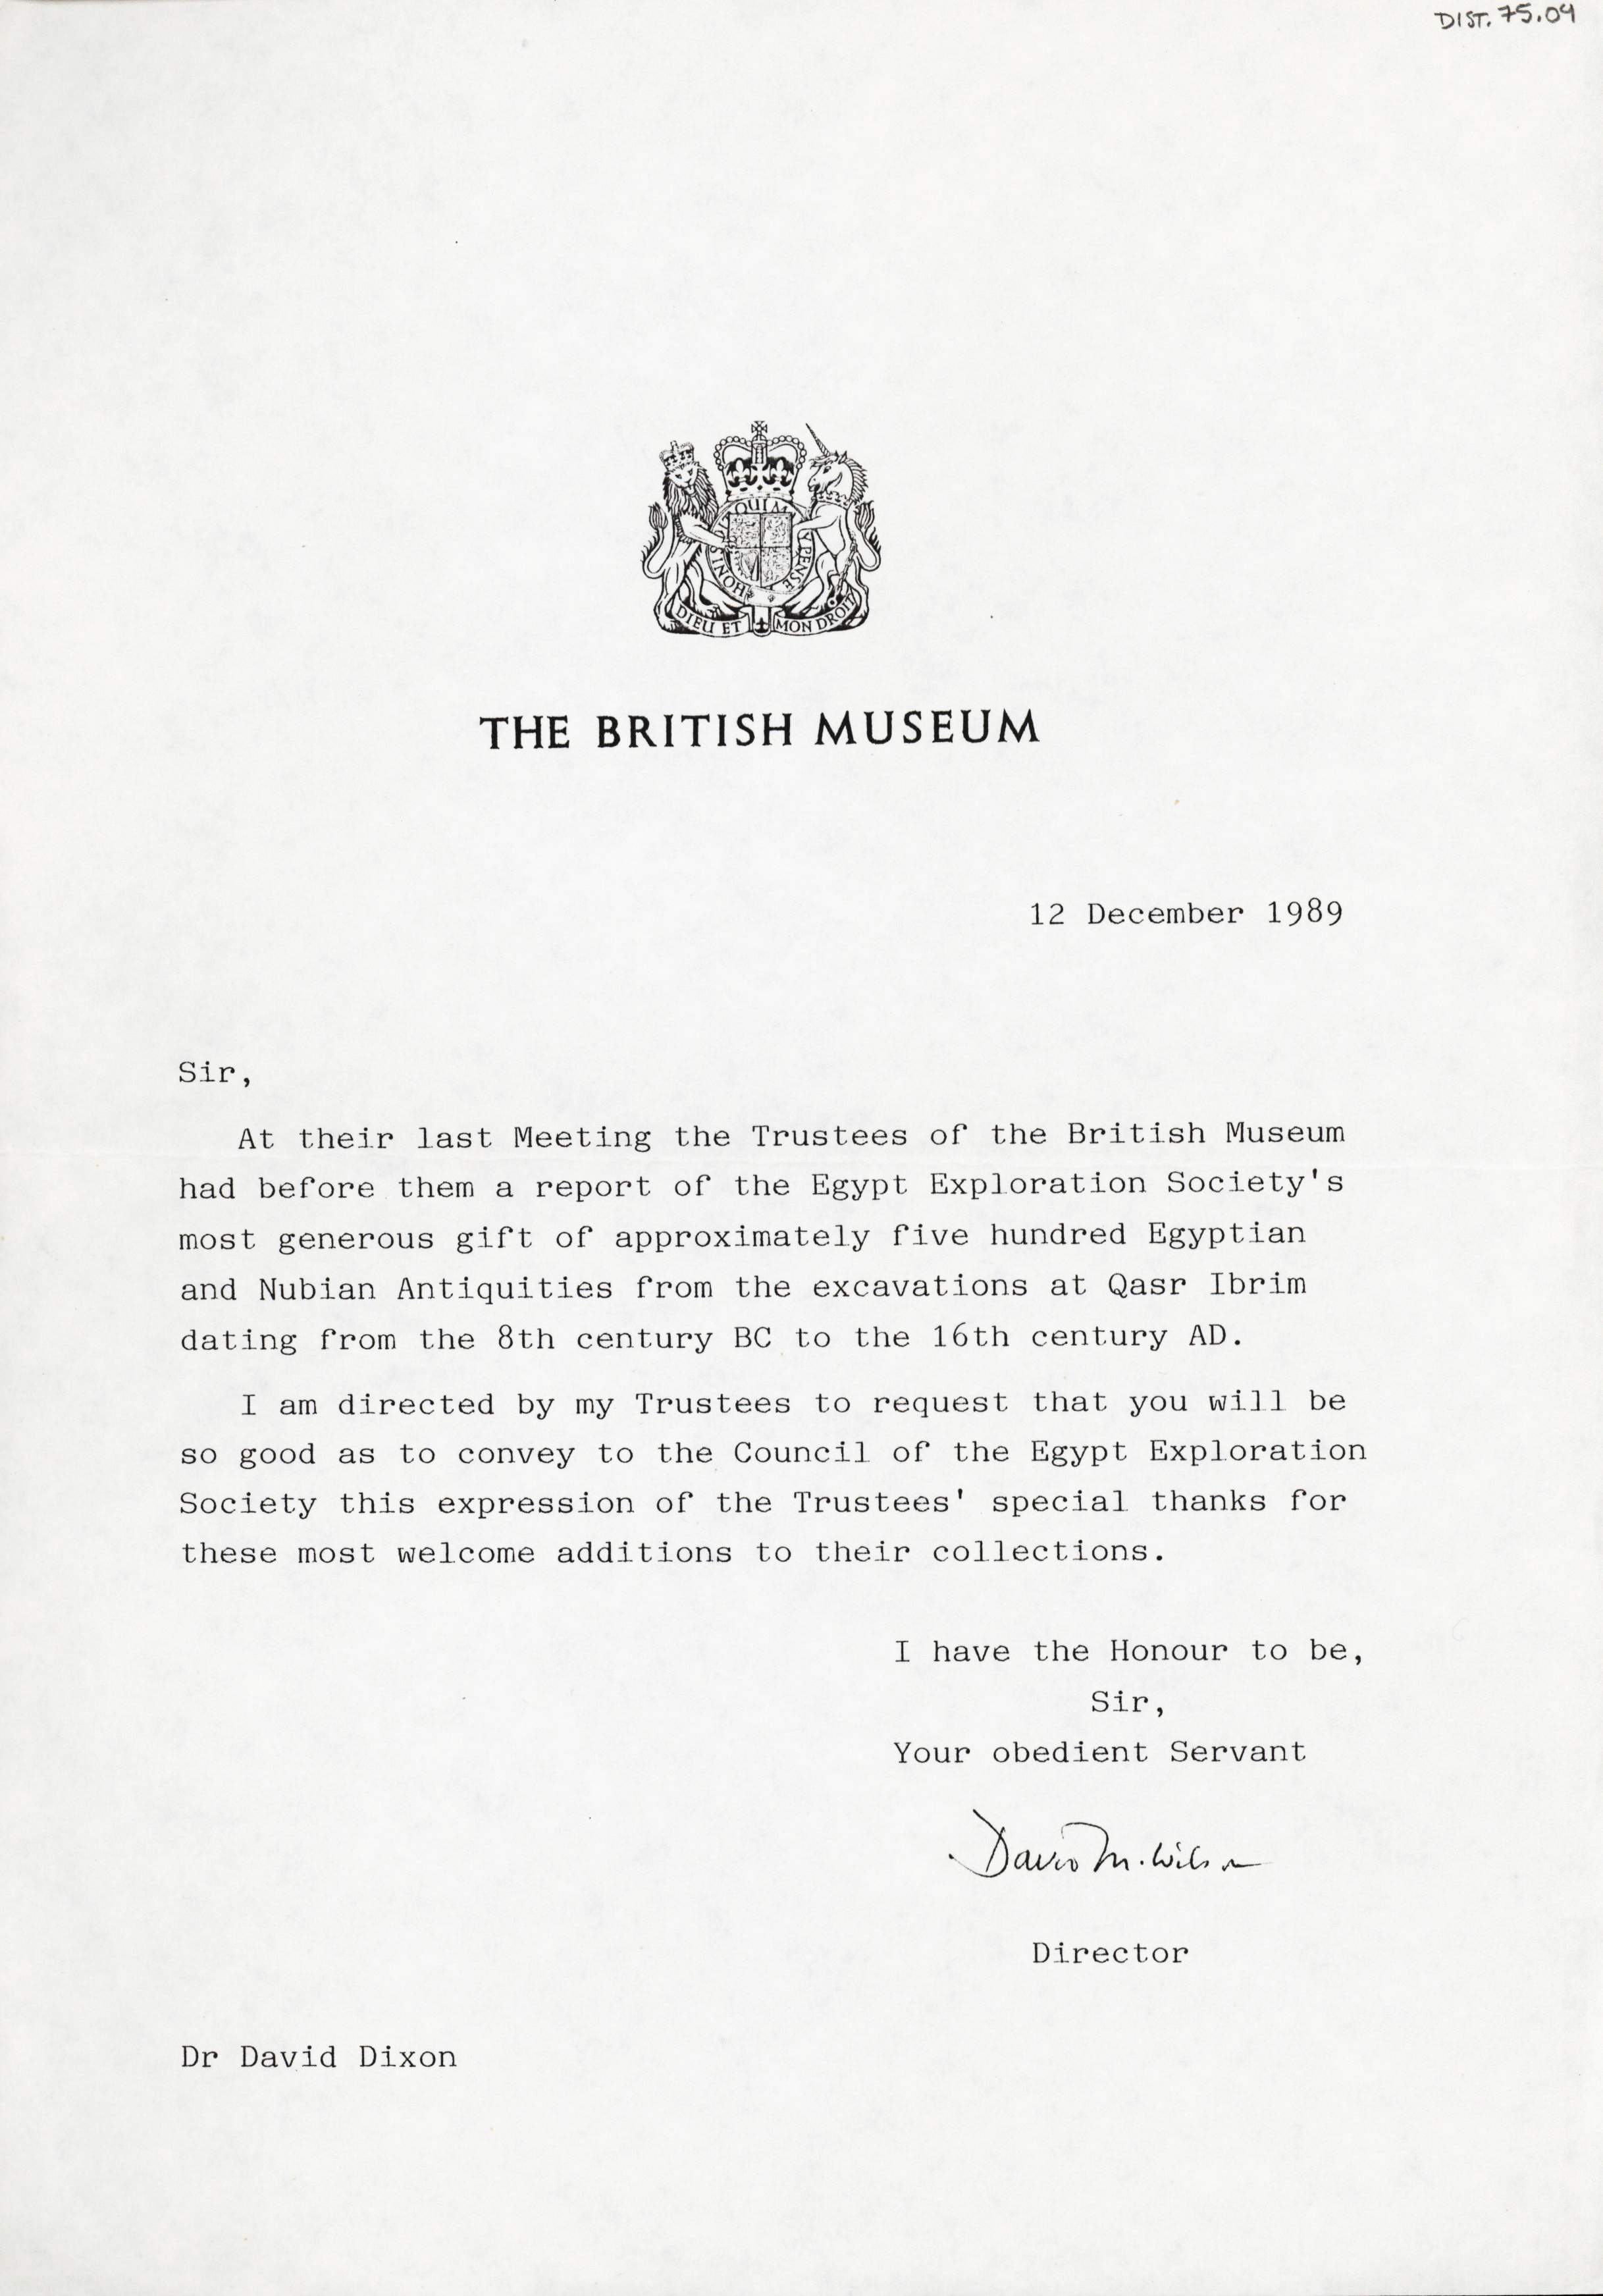 DIST. 75.09
QUI M
HONI S
PENSE
DIEU ET MON DROIT
THE BRITISH MUSEUM
12 December 1989
Sir,
At their last Meeting the Trustees of the British Museum
had before them a report of the Egypt Exploration Society's
most generous gift of approximately five hundred Egyptian
and Nubian Antiquities from the excavations at Qasr Ibrim
dating from the 8th century BC to the 16th century AD.
I am directed by my Trustees to request that you will be
so good as to convey to the Council of the Egypt Exploration
Society this expression of the Trustees' special thanks for
these most welcome additions to their collections.
I have the Honour to be,
Sir,
Your obedient Servant
David M. Wilson
Director
Dr David Dixon